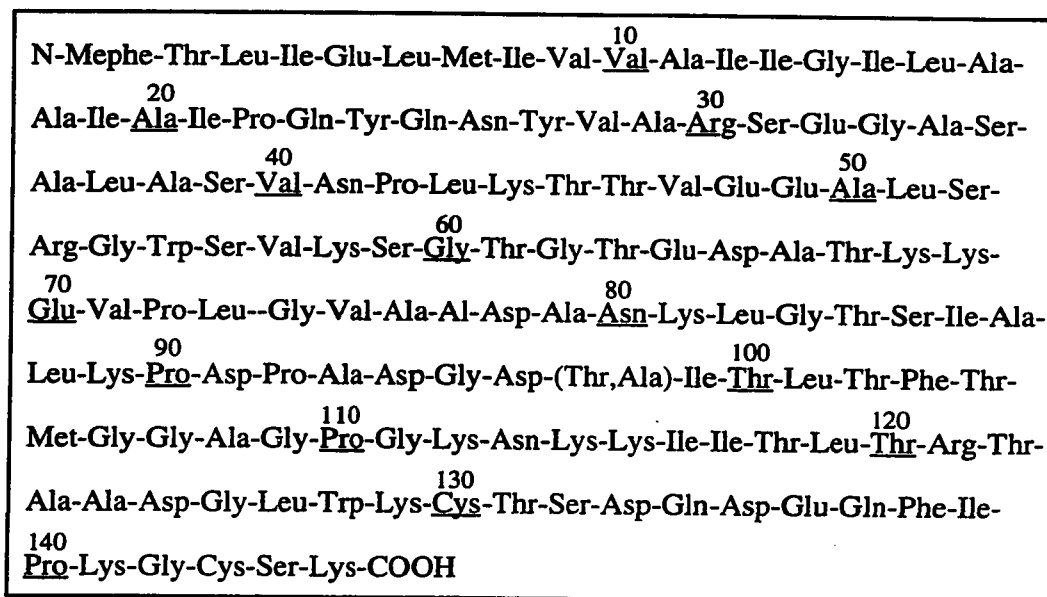 10
N-Mephe-Thr-Leu-Ile-Glu-Leu-Met-Ile-Val-Val-Ala-Ile-Ile-Gly-Ile-Leu-Ala-
20 30
Ala-Ile-Ala-Ile-Pro-Gln-Tyr-Gln-Asn-Tyr-Val-Ala-Arg-Ser-Glu-Gly-Ala-Ser-
40 50
Ala-Leu-Ala-Ser-Val-Asn-Pro-Leu-Lys-Thr-Thr-Val-Glu-Glu-Ala-Leu-Ser-
60
Arg-Gly-Trp-Ser-Val-Lys-Ser-Gly-Thr-Gly-Thr-Glu-Asp-Ala-Thr-Lys-Lys-
70 80
Glu-Val-Pro-Leu--Gly-Val-Ala-Al-Asp-Ala-Asn-Lys-Leu-Gly-Thr-Ser-Ile-Ala-
90 100
Leu-Lys-Pro-Asp-Pro-Ala-Asp-Gly-Asp-(Thr,Ala)-Ile-Thr-Leu-Thr-Phe-Thr-
110 120
Met-Gly-Gly-Ala-Gly-Pro-Gly-Lys-Asn-Lys-Lys-Ile-Ile-Thr-Leu-Thr-Arg-Thr-
130
Ala-Ala-Asp-Gly-Leu-Trp-Lys-Cys-Thr-Ser-Asp-Gln-Asp-Glu-Gln-Phe-Ile-
140
Pro-Lys-Gly-Cys-Ser-Lys-COOH